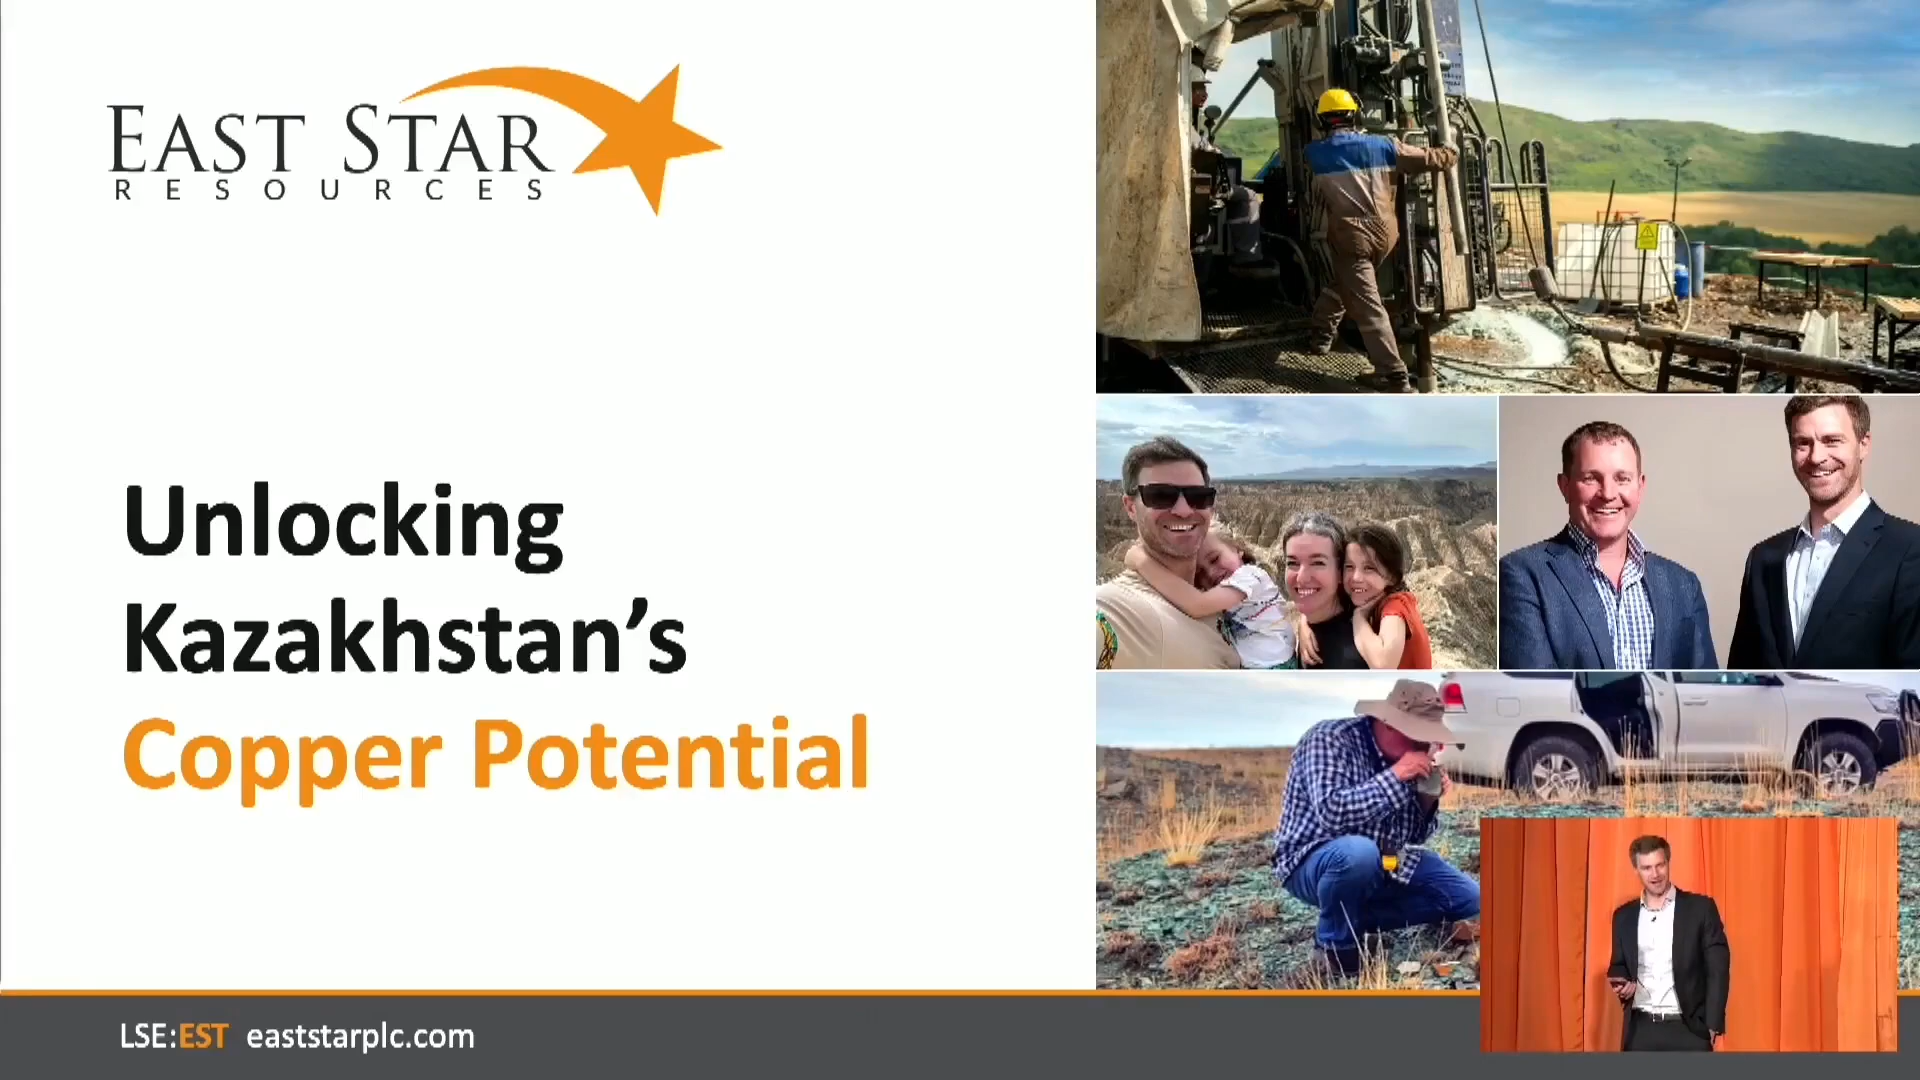 EAST STAR
RESOURCES
Unlocking
Kazakhstan’s
Copper Potential
LSE:EST eaststarplc.com